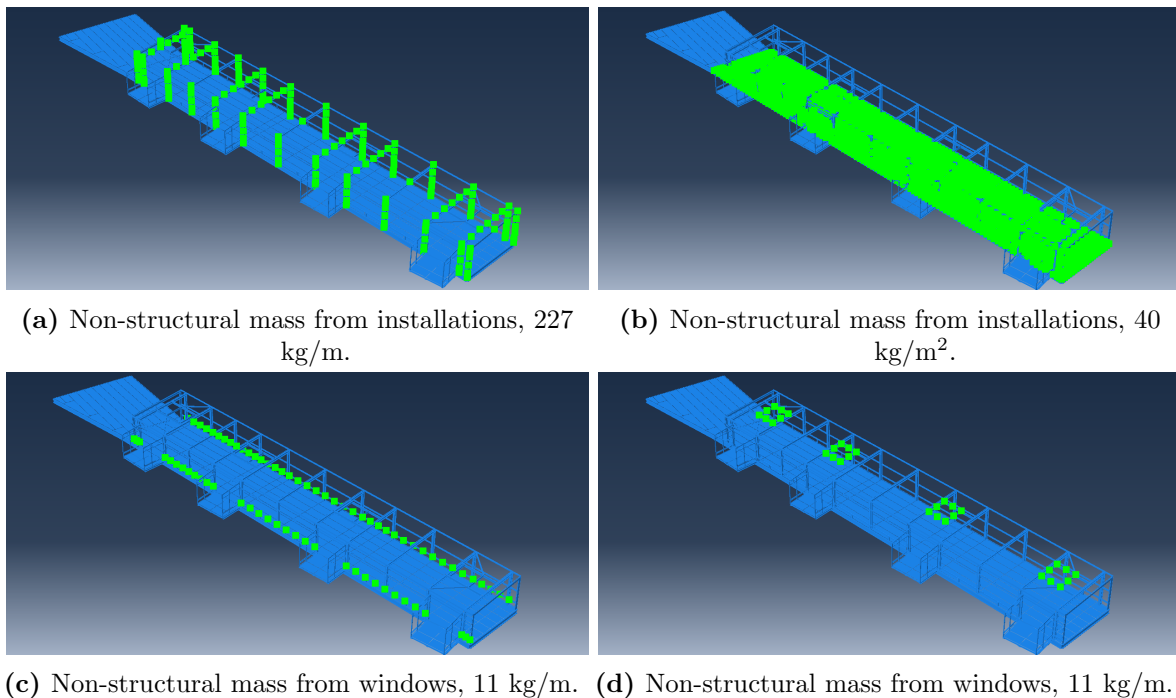 (a) Non-structural mass from installations, 227
kg/m.
(b) Non-structural mass from installations, 40
kg/m².
(c) Non-structural mass from windows, 11 kg/m.
(d) Non-structural mass from windows, 11 kg/m